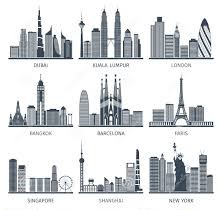 DUBAI
KUALA LUMPUR
LONDON
BANGKOK
BARCELONA
PARIS
SINGAPORE
SHANGHAI
NEW YORK